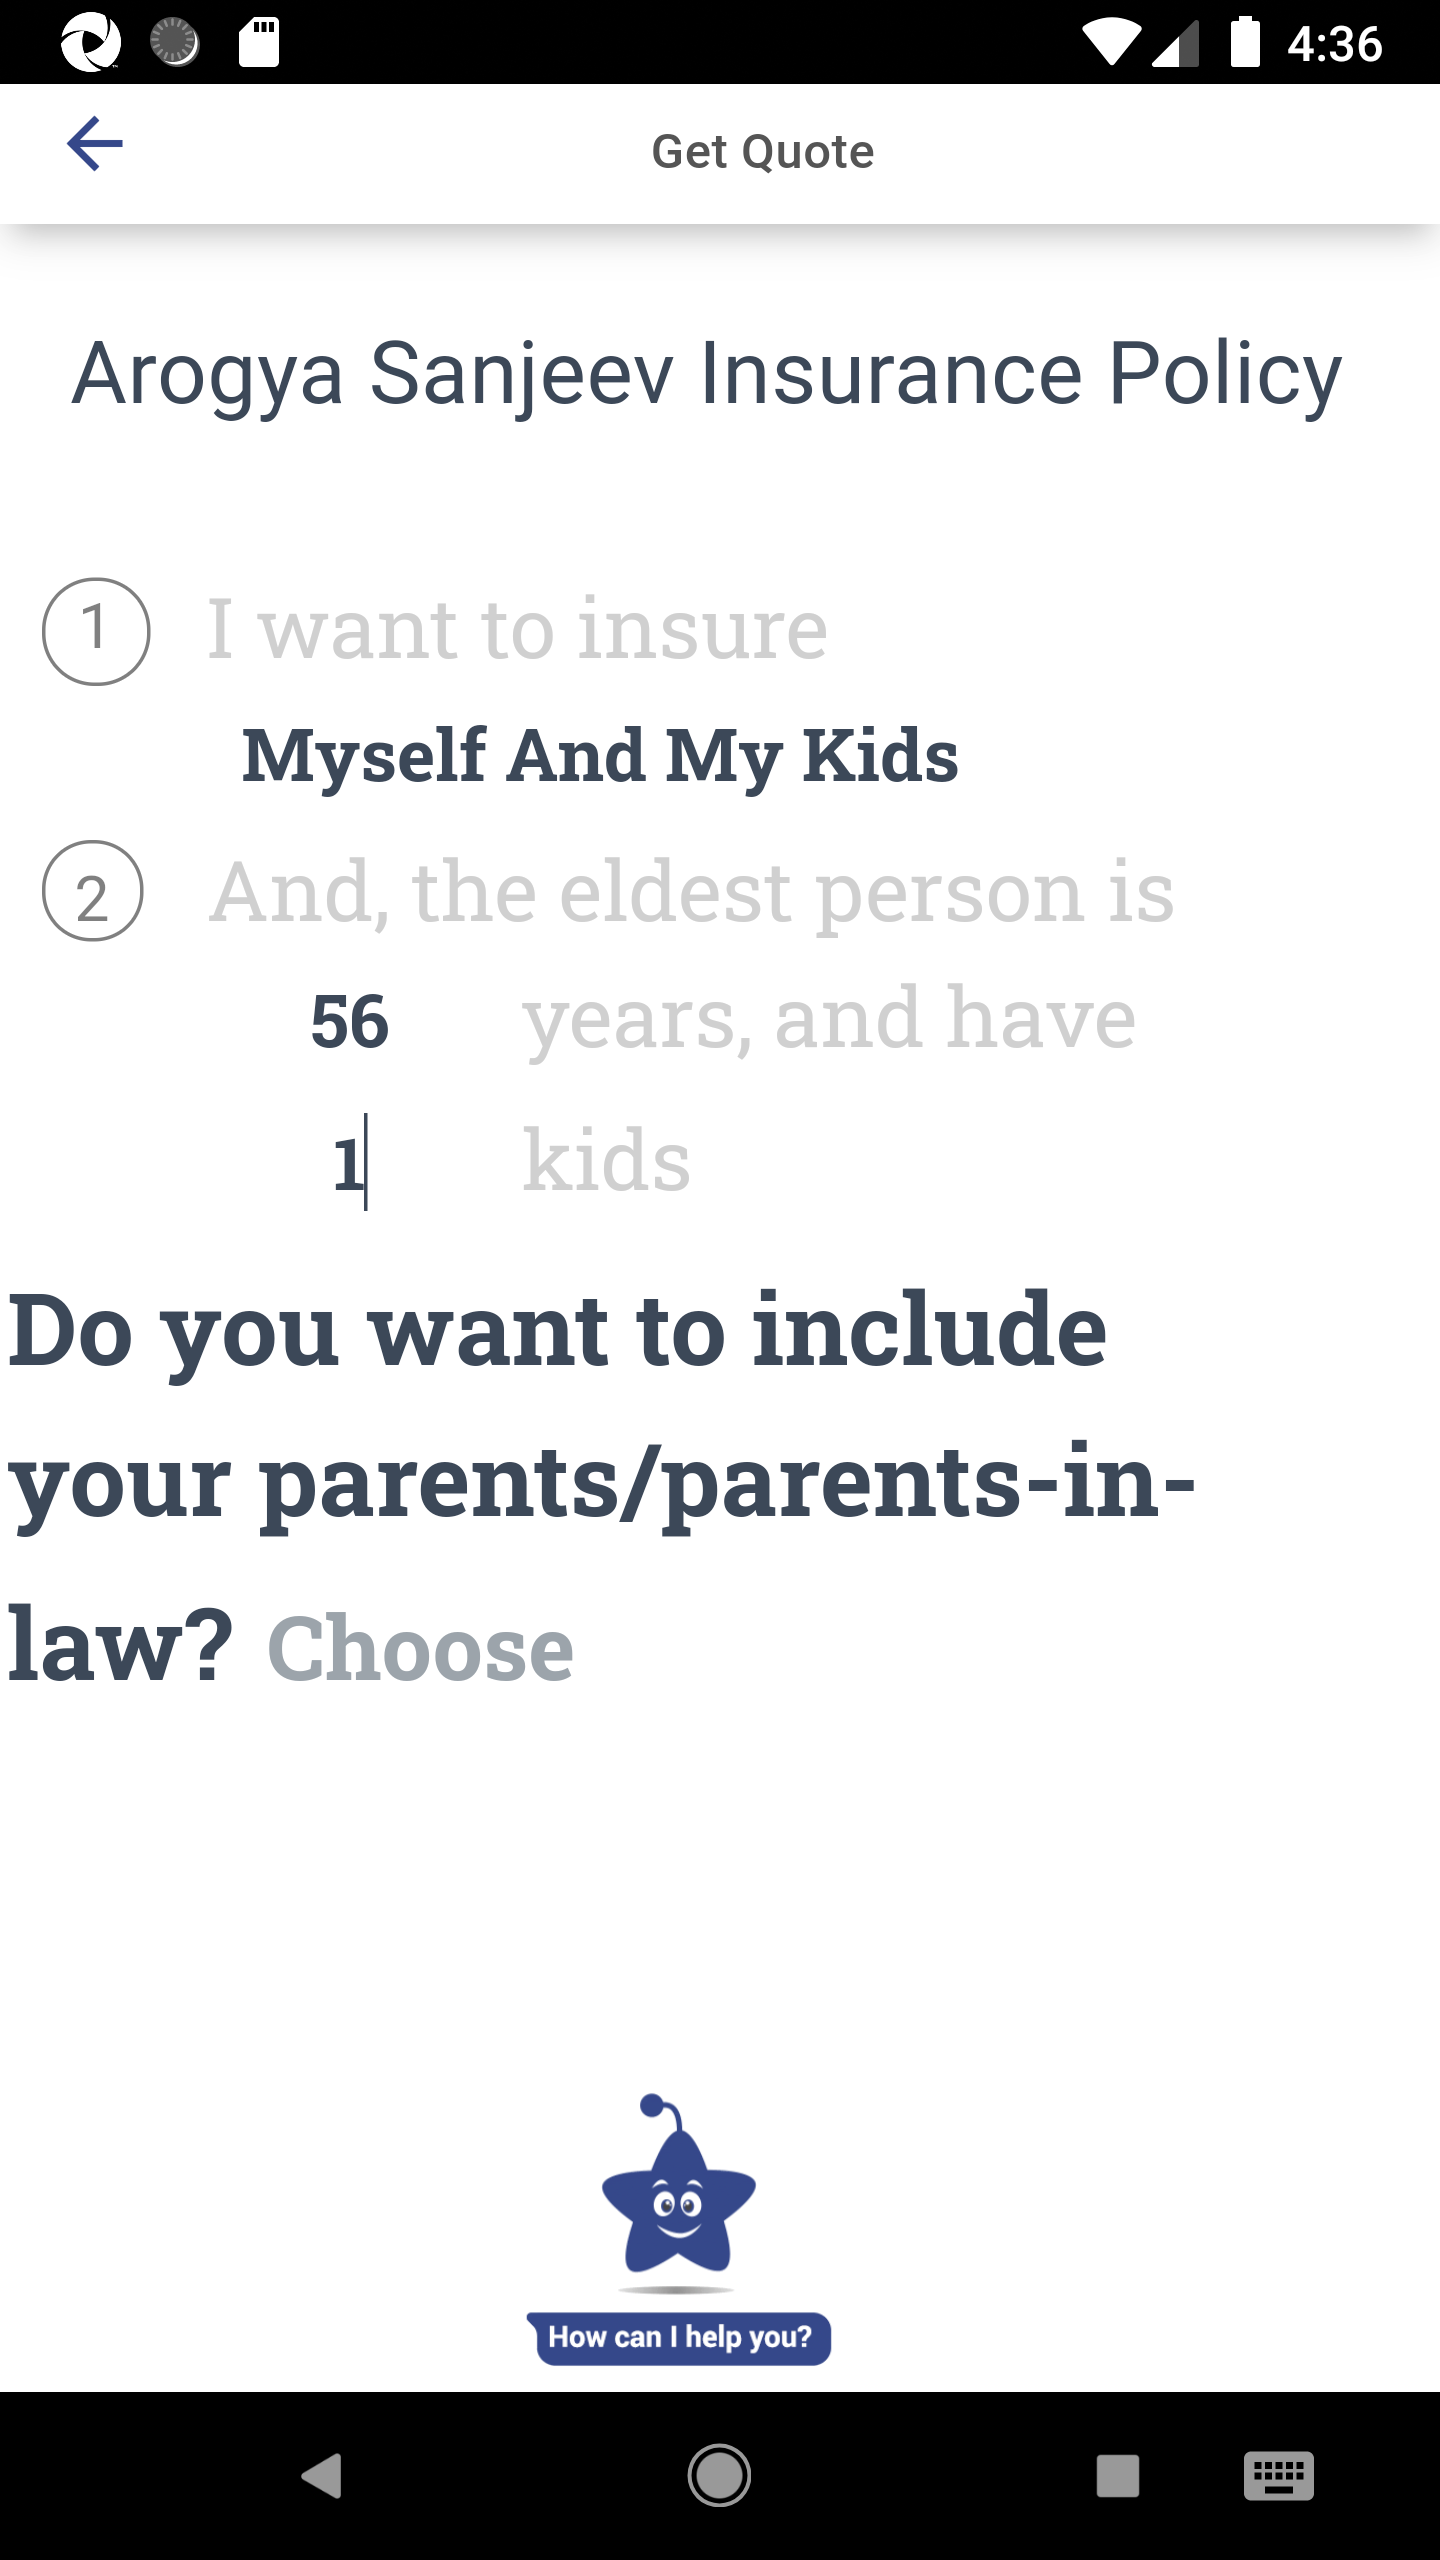 4:36
Get Quote
Arogya Sanjeev Insurance Policy
1 I want to insure
Myself And My Kids
2 And, the eldest person is
56 years, and have
1 kids
Do you want to include
your parents/parents-in-
law? Choose
How can I help you?